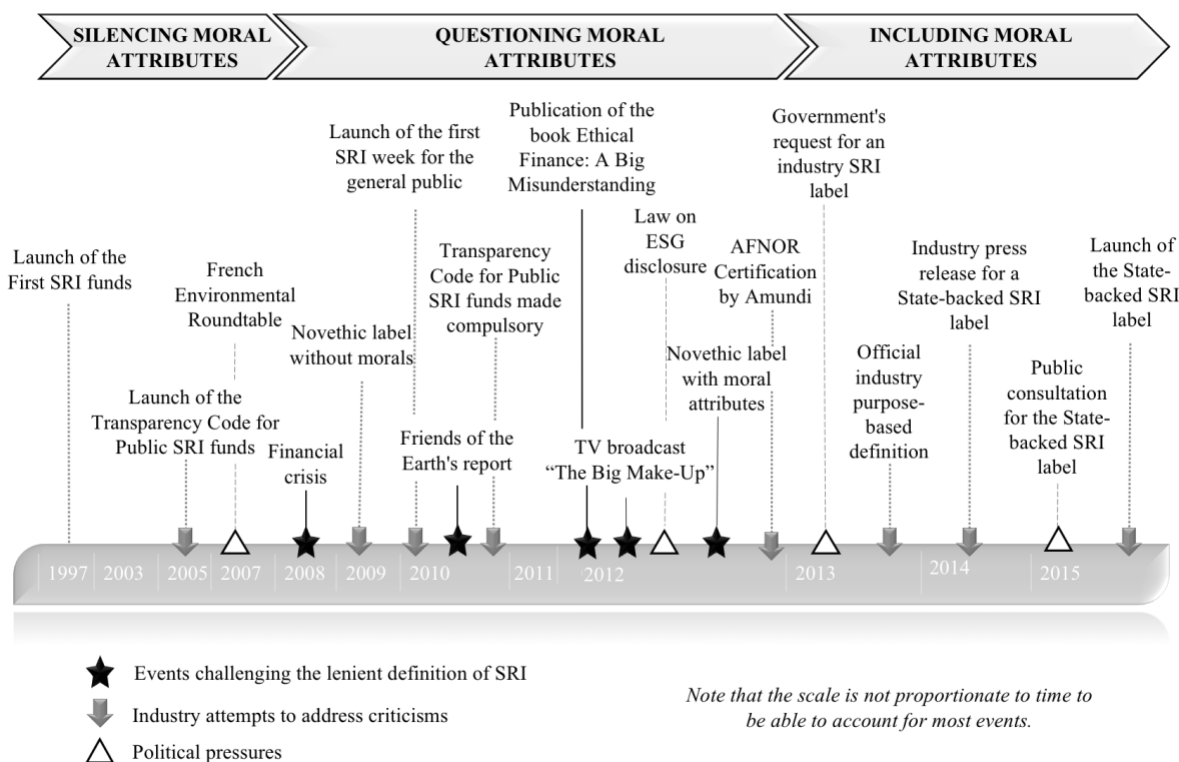 SILENCING MORAL
ATTRIBUTES
QUESTIONING MORAL
ATTRIBUTES
INCLUDING MORAL
ATTRIBUTES
Launch of the
First SRI funds
Launch of the
Transparency Code for
Public SRI funds
French
Environmental
Roundtable
Financial
crisis
Novethic label
without morals
Launch of the first
SRI week for the
general public
Friends of the
Earth's report
Transparency
Code for Public
SRI funds made
compulsory
Publication of the
book Ethical
Finance: A Big
Misunderstanding
TV broadcast
“The Big Make-Up”
Law on
ESG
disclosure
Novethic label
with moral
attributes
AFNOR
Certification
by Amundi
Government's
request for an
industry SRI
label
Official
industry
purpose-
based
definition
Industry press
release for a
State-backed SRI
label
Public
consultation
for the State-
backed SRI
label
Launch of
the State-
backed SRI
label
1997 2003 2005 2007 2008 2009 2010 2011 2012 2013 2014 2015
Events challenging the lenient definition of SRI
Industry attempts to address criticisms
Political pressures
Note that the scale is not proportionate to time to
be able to account for most events.